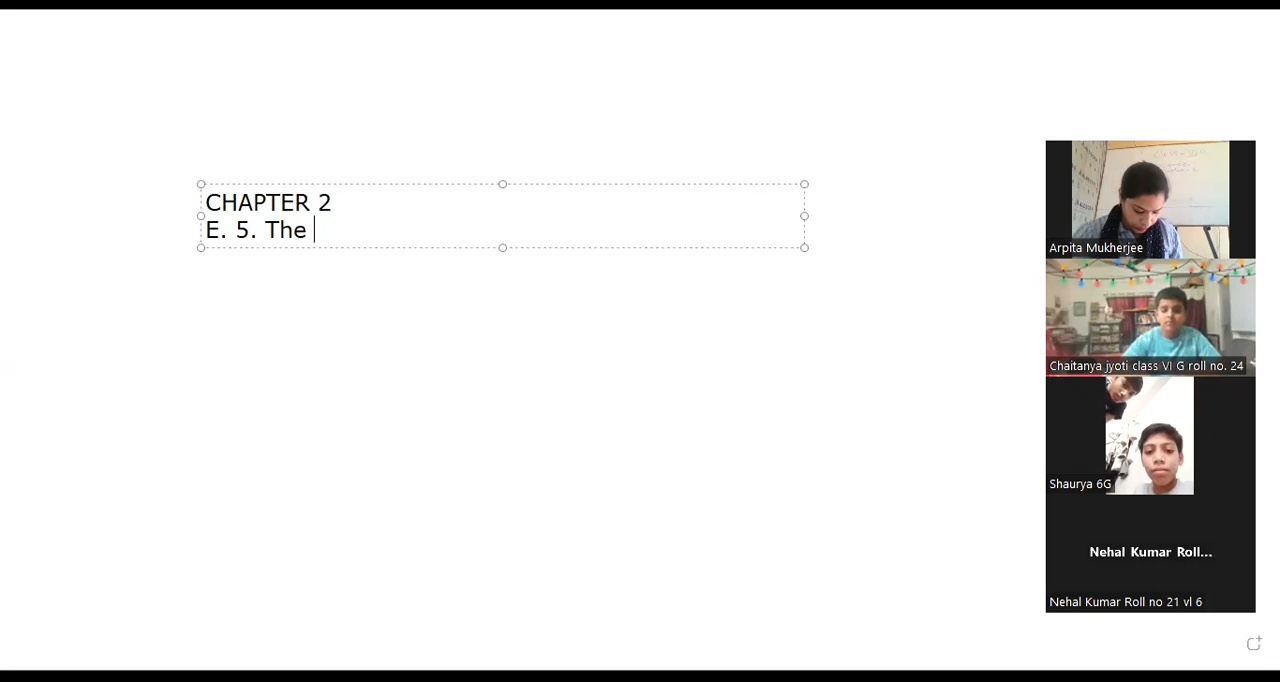 CHAPTER 2
E. 5. The
Arpita Mukherjee
Chaitanya jyoti class VI G roll no. 24
Shaurya 6G
Nehal Kumar Roll...
Nehal Kumar Roll no 21 vl 6